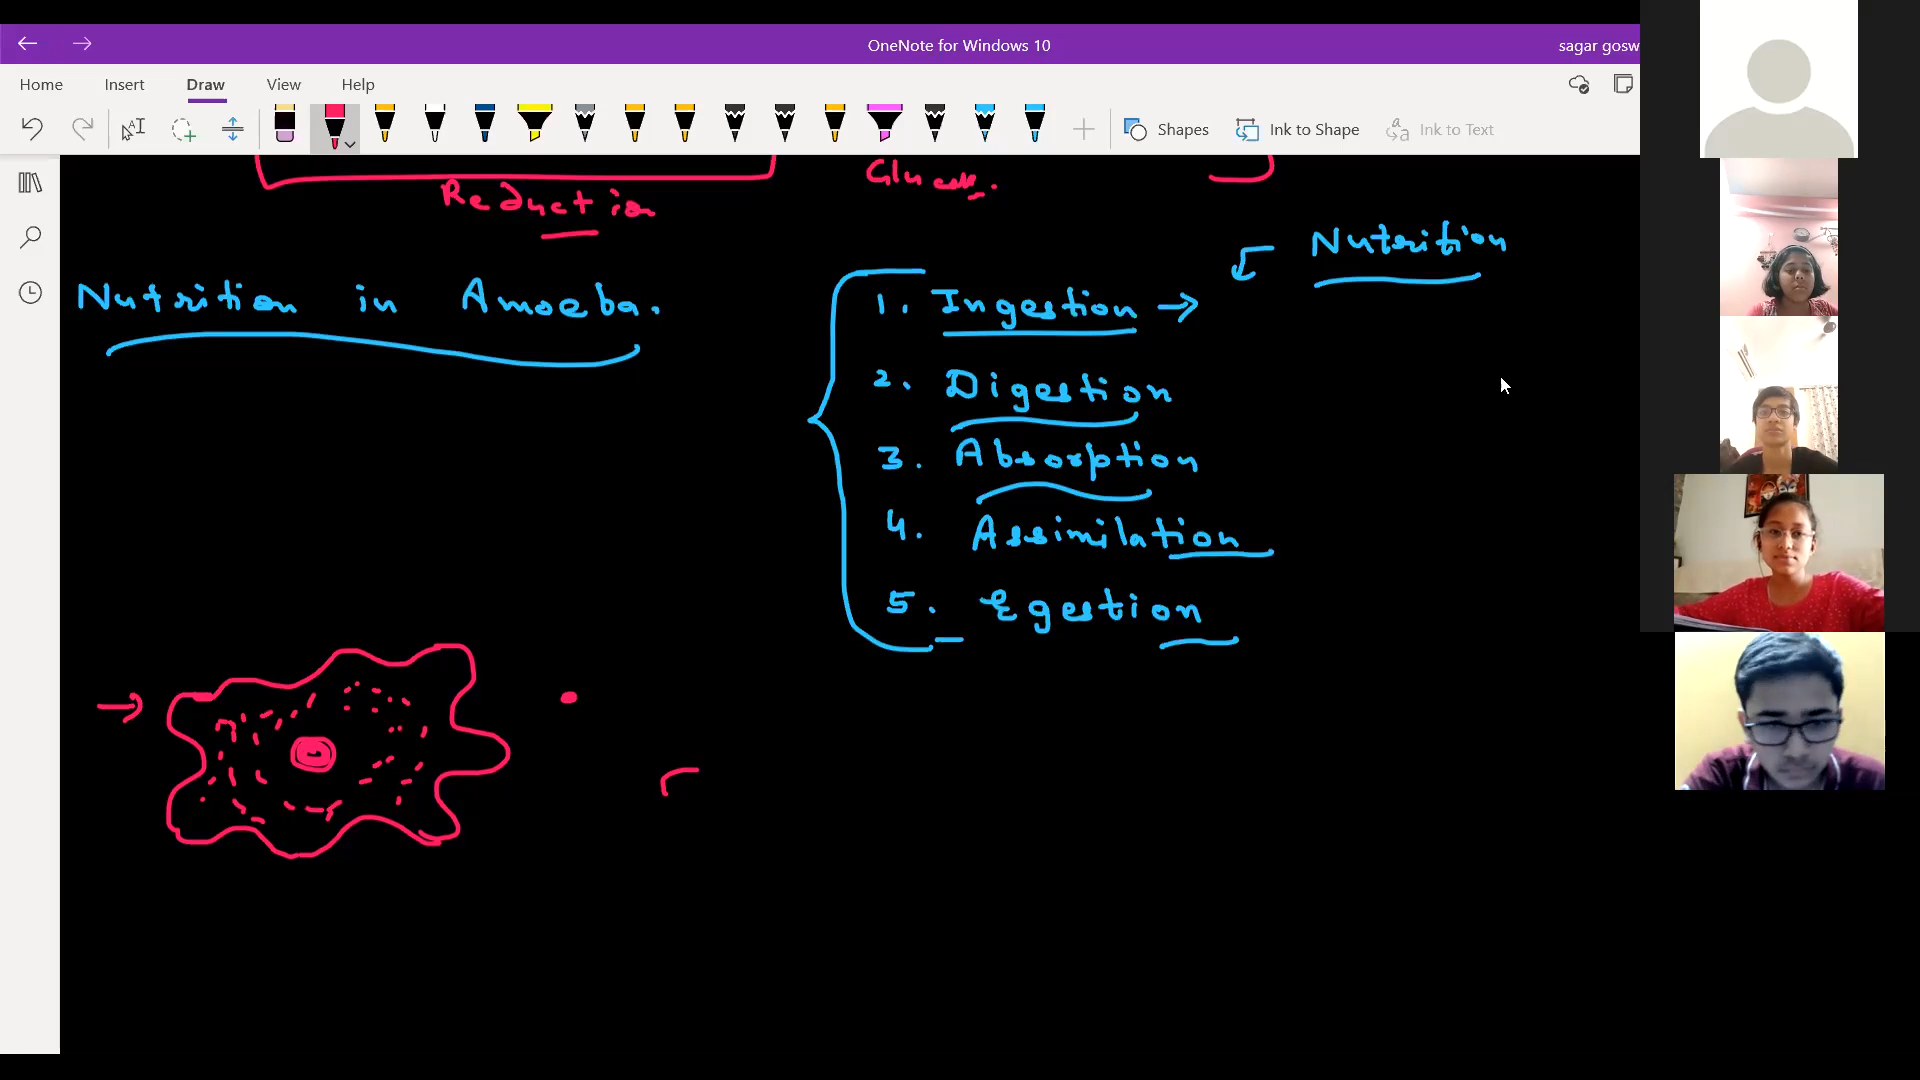 OneNote for Windows 10
sagar gosw
Home Insert Draw View Help
Shapes Ink to Shape Ink to Text
Reduction
Glucose.
Nutrition
Nutrition in Amoeba.
1. Ingestion →
2. Digestion
3. Absorption
4. Assimilation
5. Egestion